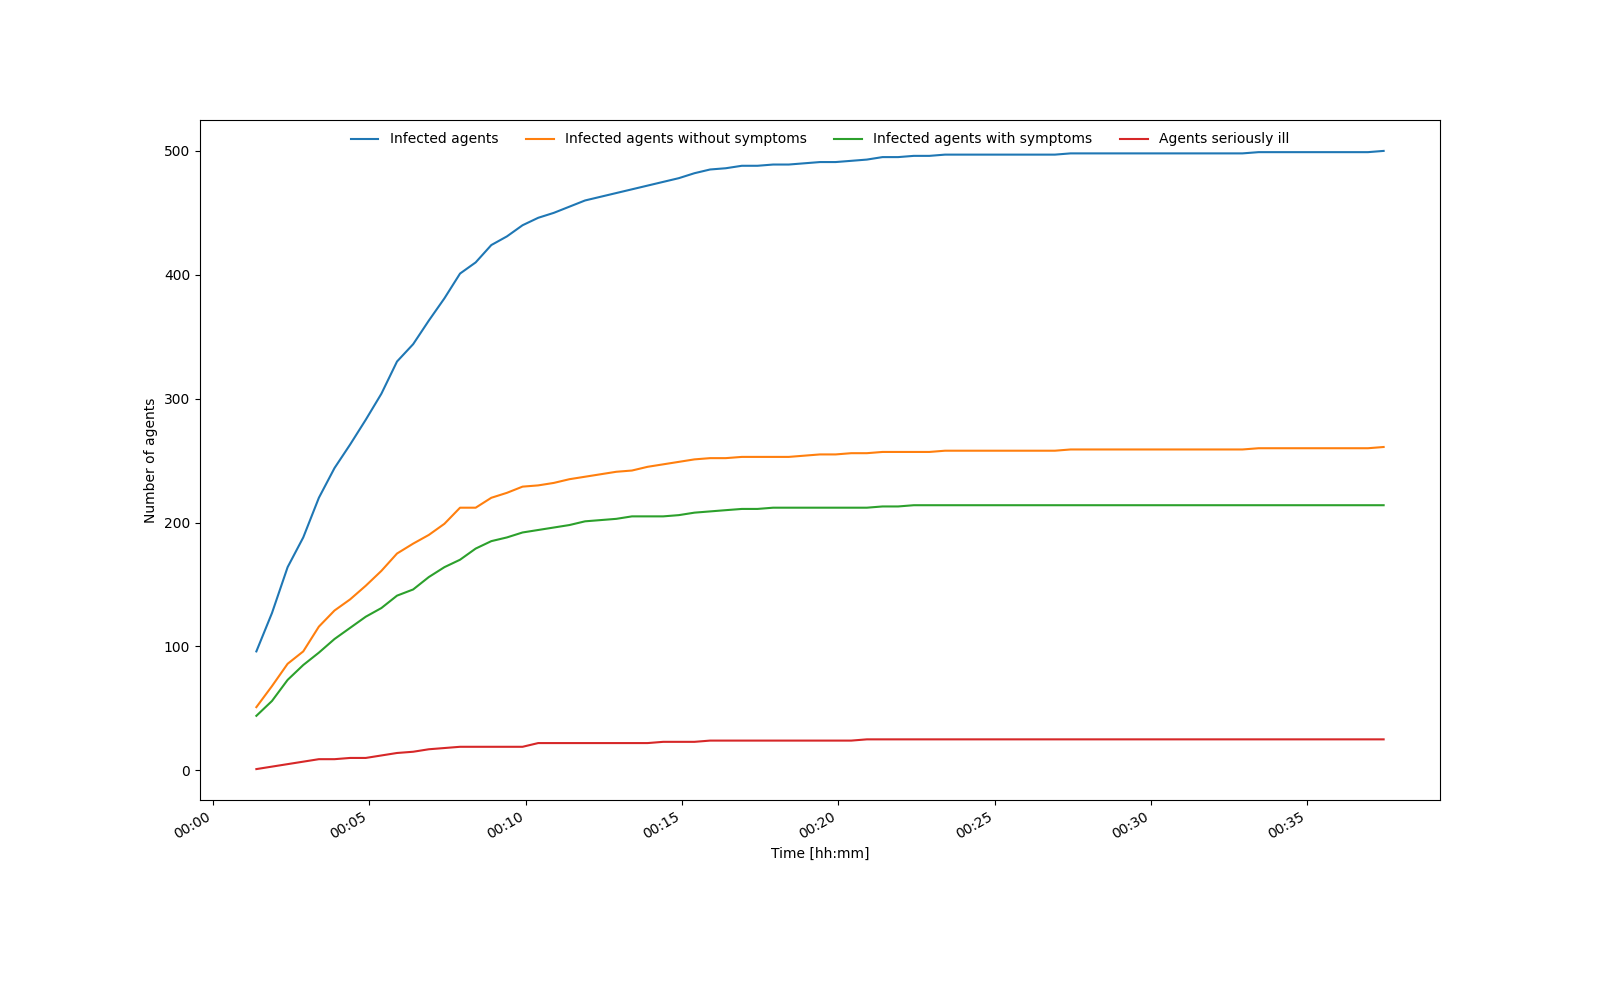 Infected agents Infected agents without symptoms Infected agents with symptoms Agents seriously ill
500
400
300
200
100
0
Number of agents
00:00 00:05 00:10 00:15 00:20 00:25 00:30 00:35
Time [hh:mm]